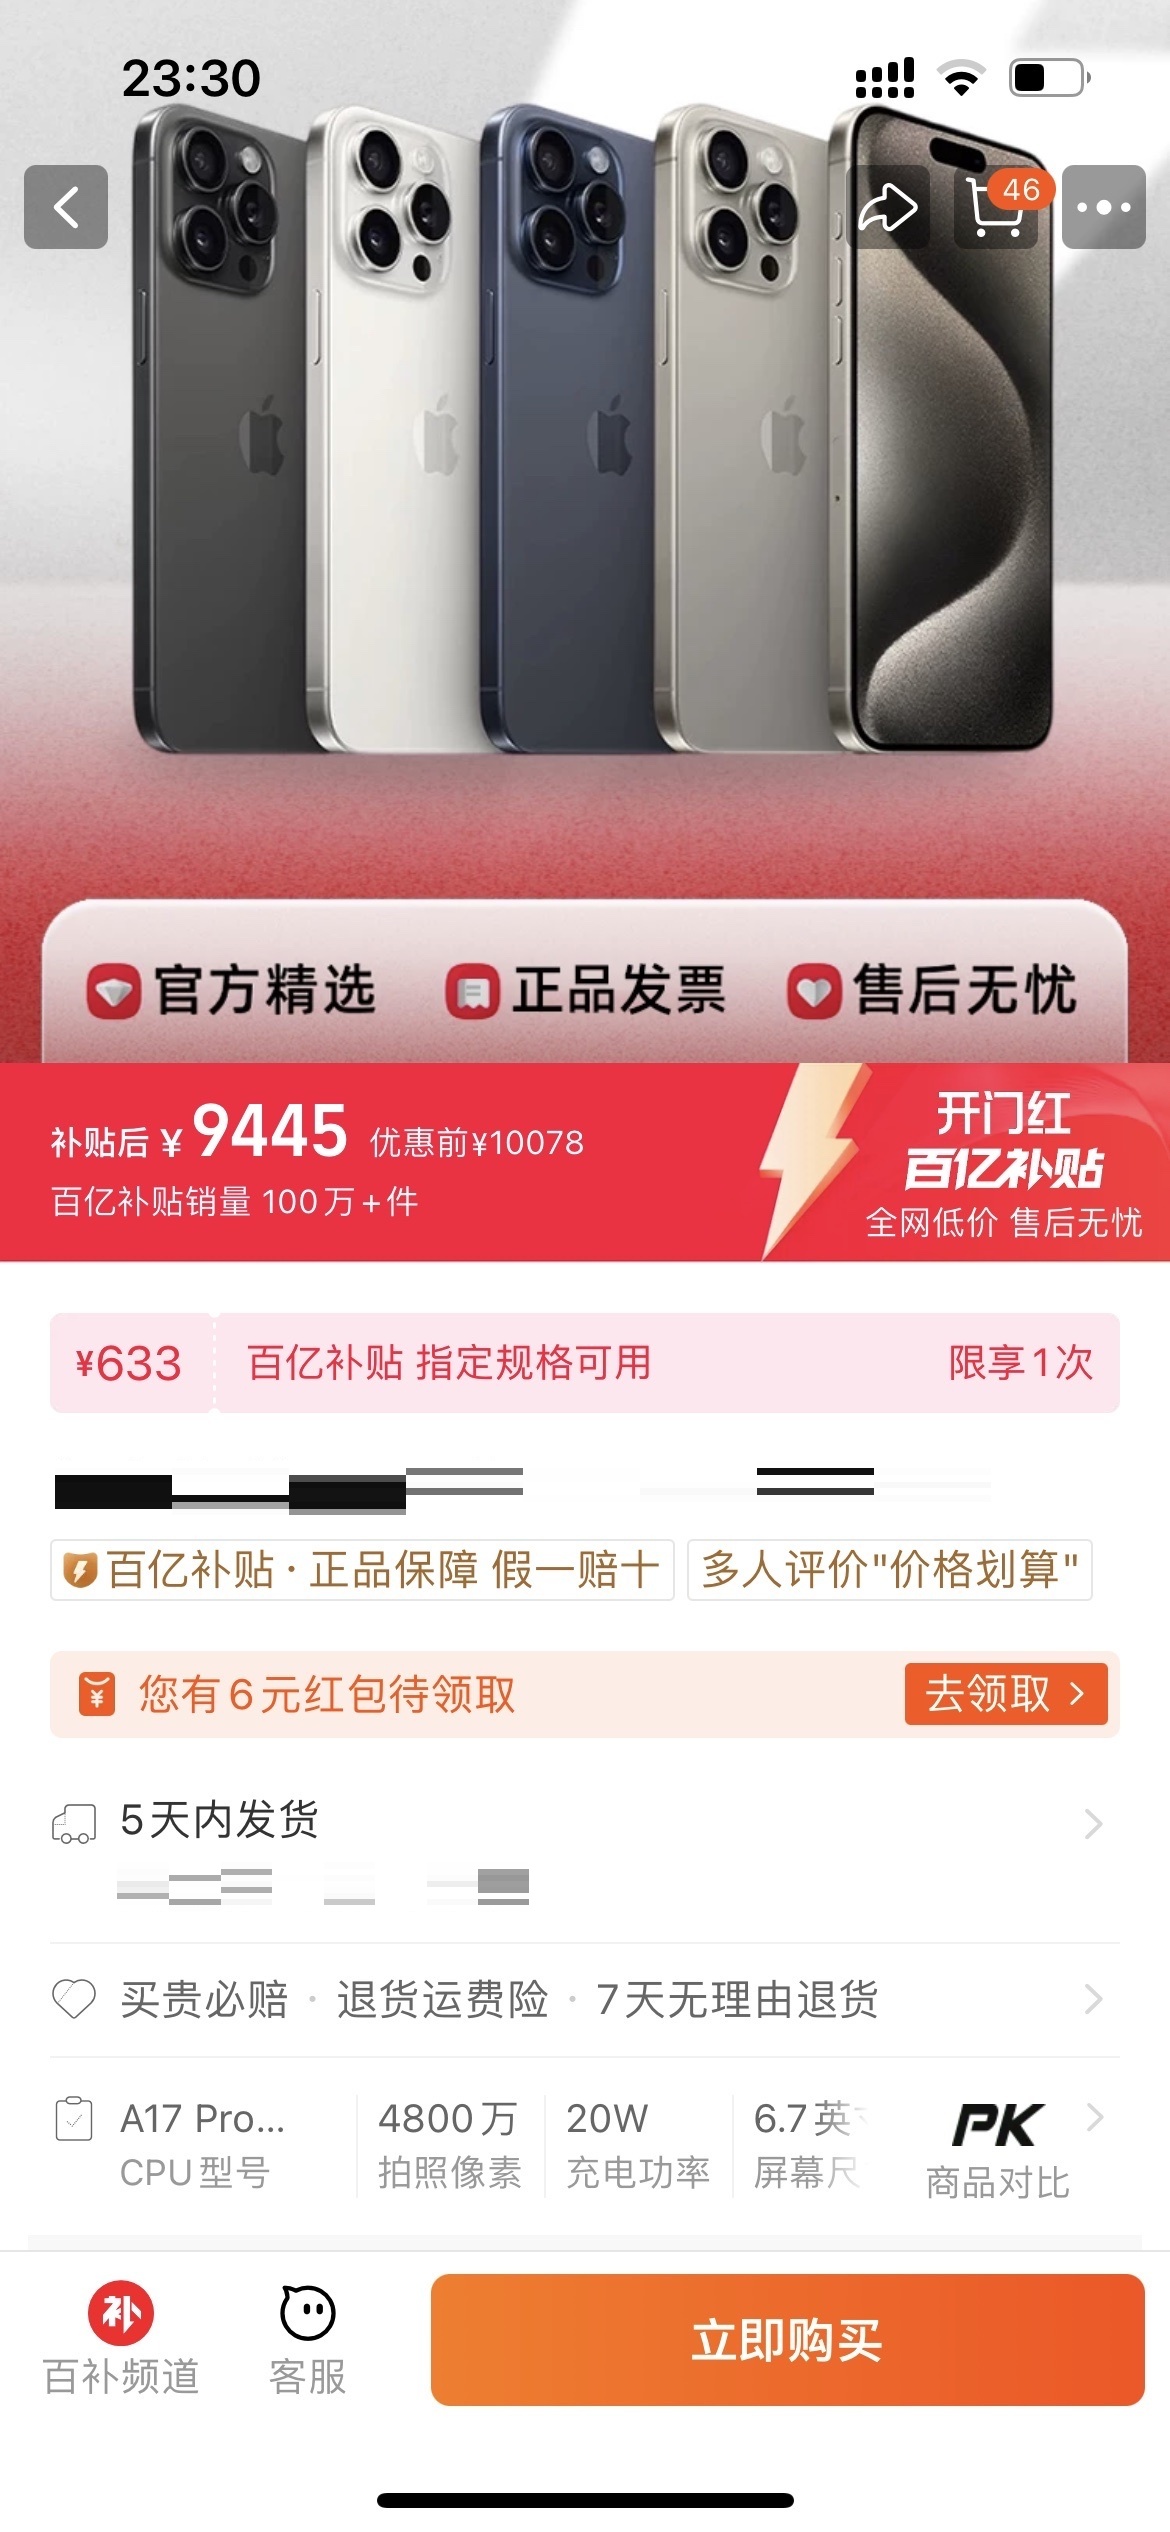 23:30
46
官方精选 正品发票 售后无忧
补贴后 ¥9445 优惠前¥10078
百亿补贴销量 100万+件
开门红
百亿补贴
全网低价 售后无忧
¥633 百亿补贴 指定规格可用 限享1次
百亿补贴 · 正品保障 假一赔十 多人评价"价格划算"
您有6元红包待领取 去领取
5天内发货
买贵必赔 · 退货运费险 · 7天无理由退货
A17 Pro... 4800万 20W 6.7英 PK
CPU型号 拍照像素 充电功率 屏幕尺 商品对比
补
百补频道 客服 立即购买